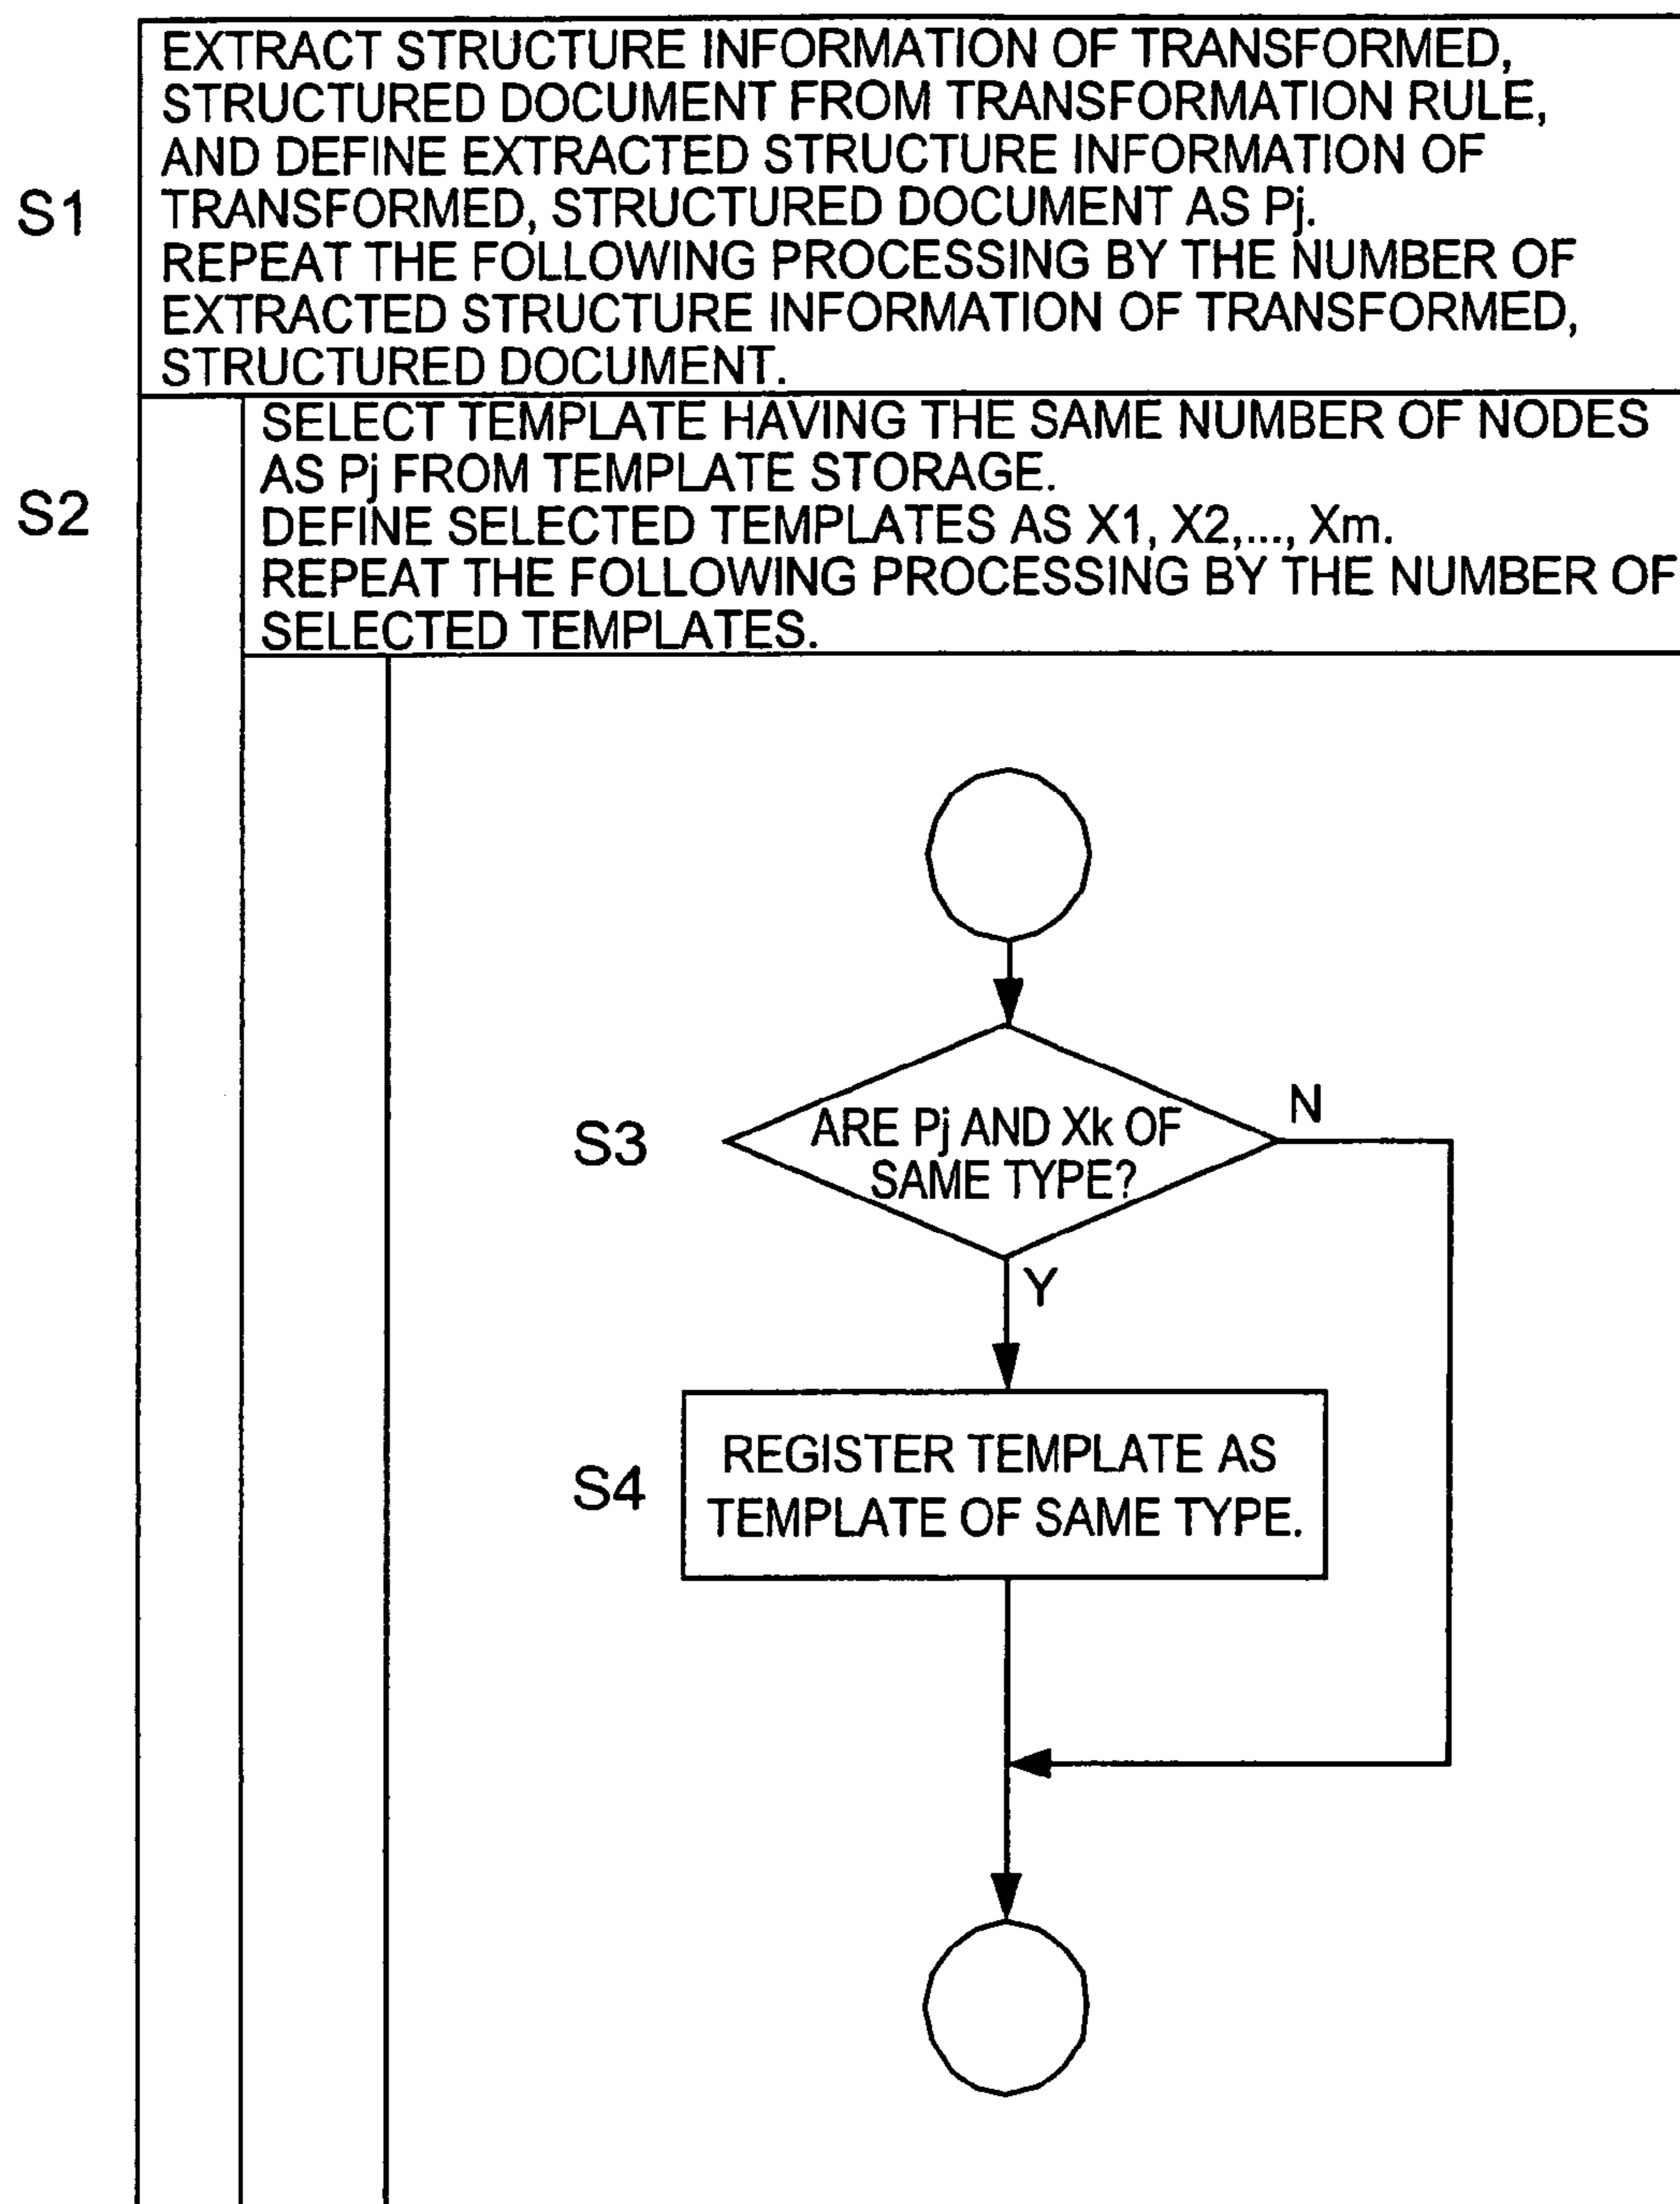 EXTRACT STRUCTURE INFORMATION OF TRANSFORMED,
STRUCTURED DOCUMENT FROM TRANSFORMATION RULE,
AND DEFINE EXTRACTED STRUCTURE INFORMATION OF
S1 TRANSFORMED, STRUCTURED DOCUMENT AS Pj.
REPEAT THE FOLLOWING PROCESSING BY THE NUMBER OF
EXTRACTED STRUCTURE INFORMATION OF TRANSFORMED,
STRUCTURED DOCUMENT.
SELECT TEMPLATE HAVING THE SAME NUMBER OF NODES
AS Pj FROM TEMPLATE STORAGE.
S2 DEFINE SELECTED TEMPLATES AS X1, X2,..., Xm.
REPEAT THE FOLLOWING PROCESSING BY THE NUMBER OF
SELECTED TEMPLATES.
S3
ARE Pj AND Xk OF
SAME TYPE?
N
Y
S4
REGISTER TEMPLATE AS
TEMPLATE OF SAME TYPE.